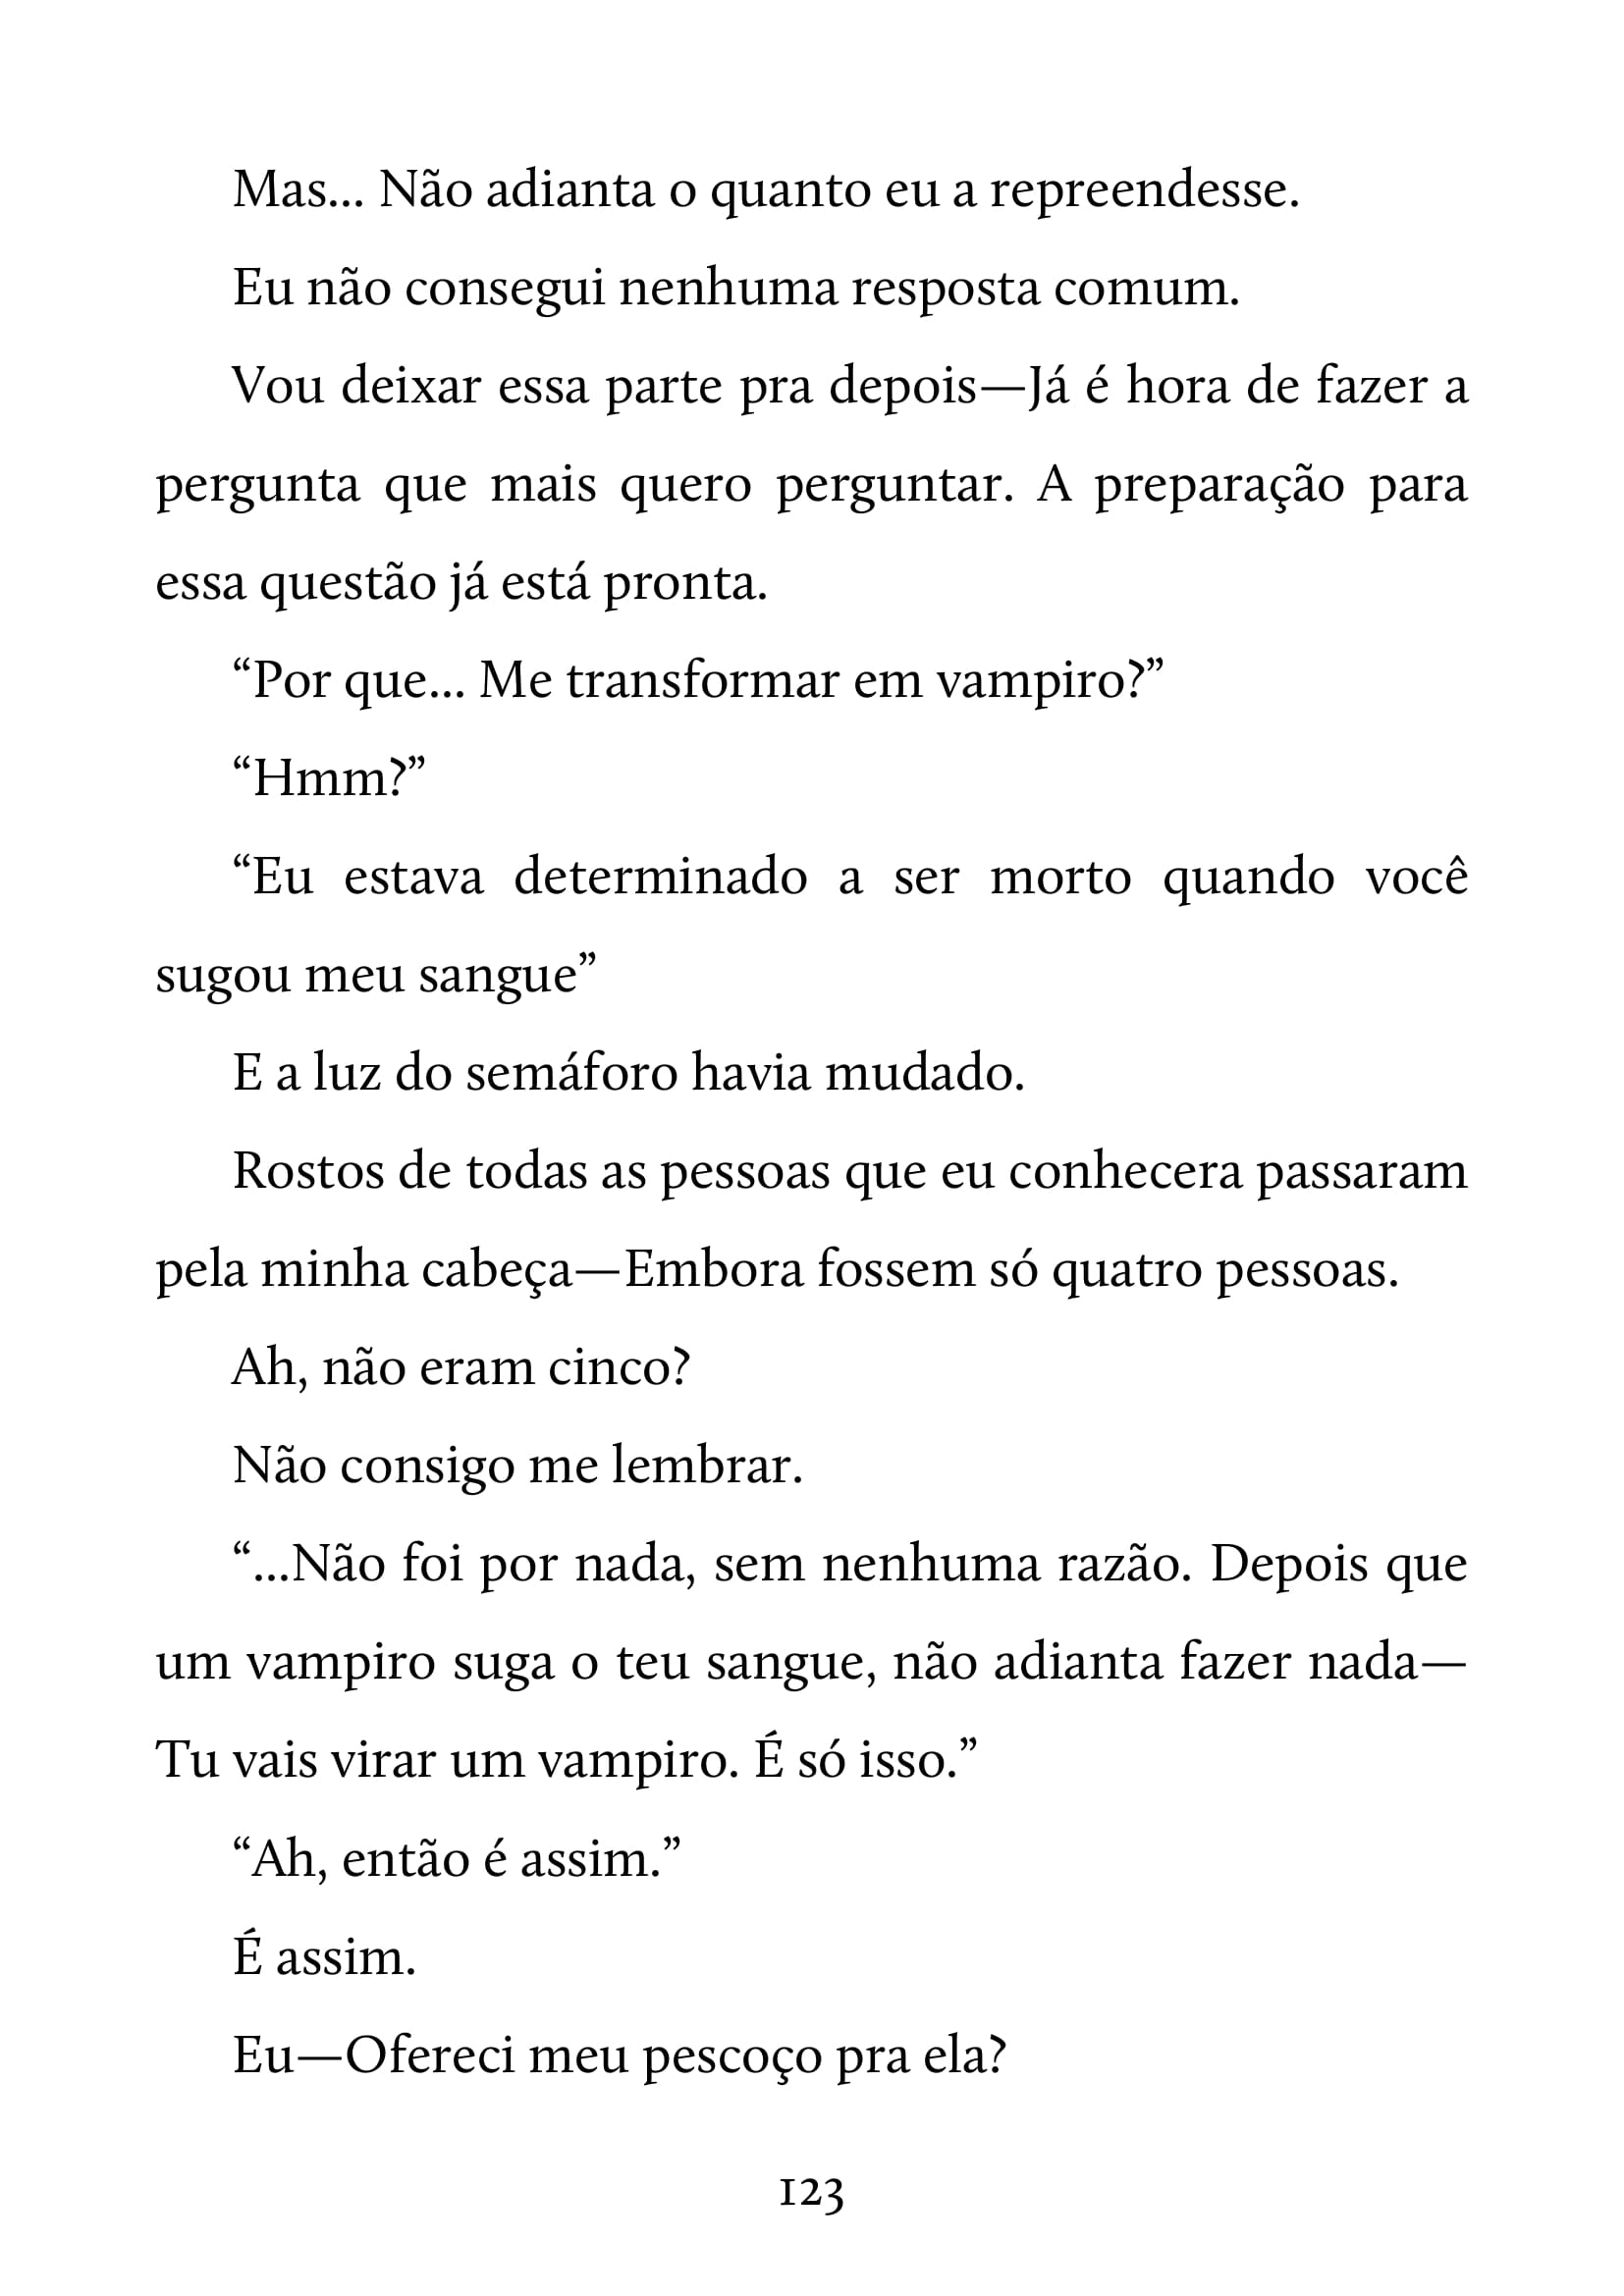 Mas... Não adianta o quanto eu a repreendesse.
Eu não consegui nenhuma resposta comum.
Vou deixar essa parte pra depois—Já é hora de fazer a
pergunta que mais quero perguntar. A preparação para
essa questão já está pronta.
“Por que... Me transformar em vampiro?”
“Hmm?”
“Eu estava determinado a ser morto quando você
sugou meu sangue”
E a luz do semáforo havia mudado.
Rostos de todas as pessoas que eu conhecera passaram
pela minha cabeça—Embora fossem só quatro pessoas.
Ah, não eram cinco?
Não consigo me lembrar.
“...Não foi por nada, sem nenhuma razão. Depois que
um vampiro suga o teu sangue, não adianta fazer nada—
Tu vais virar um vampiro. É só isso.”
“Ah, então é assim.”
É assim.
Eu—Ofereci meu pescoço pra ela?
123